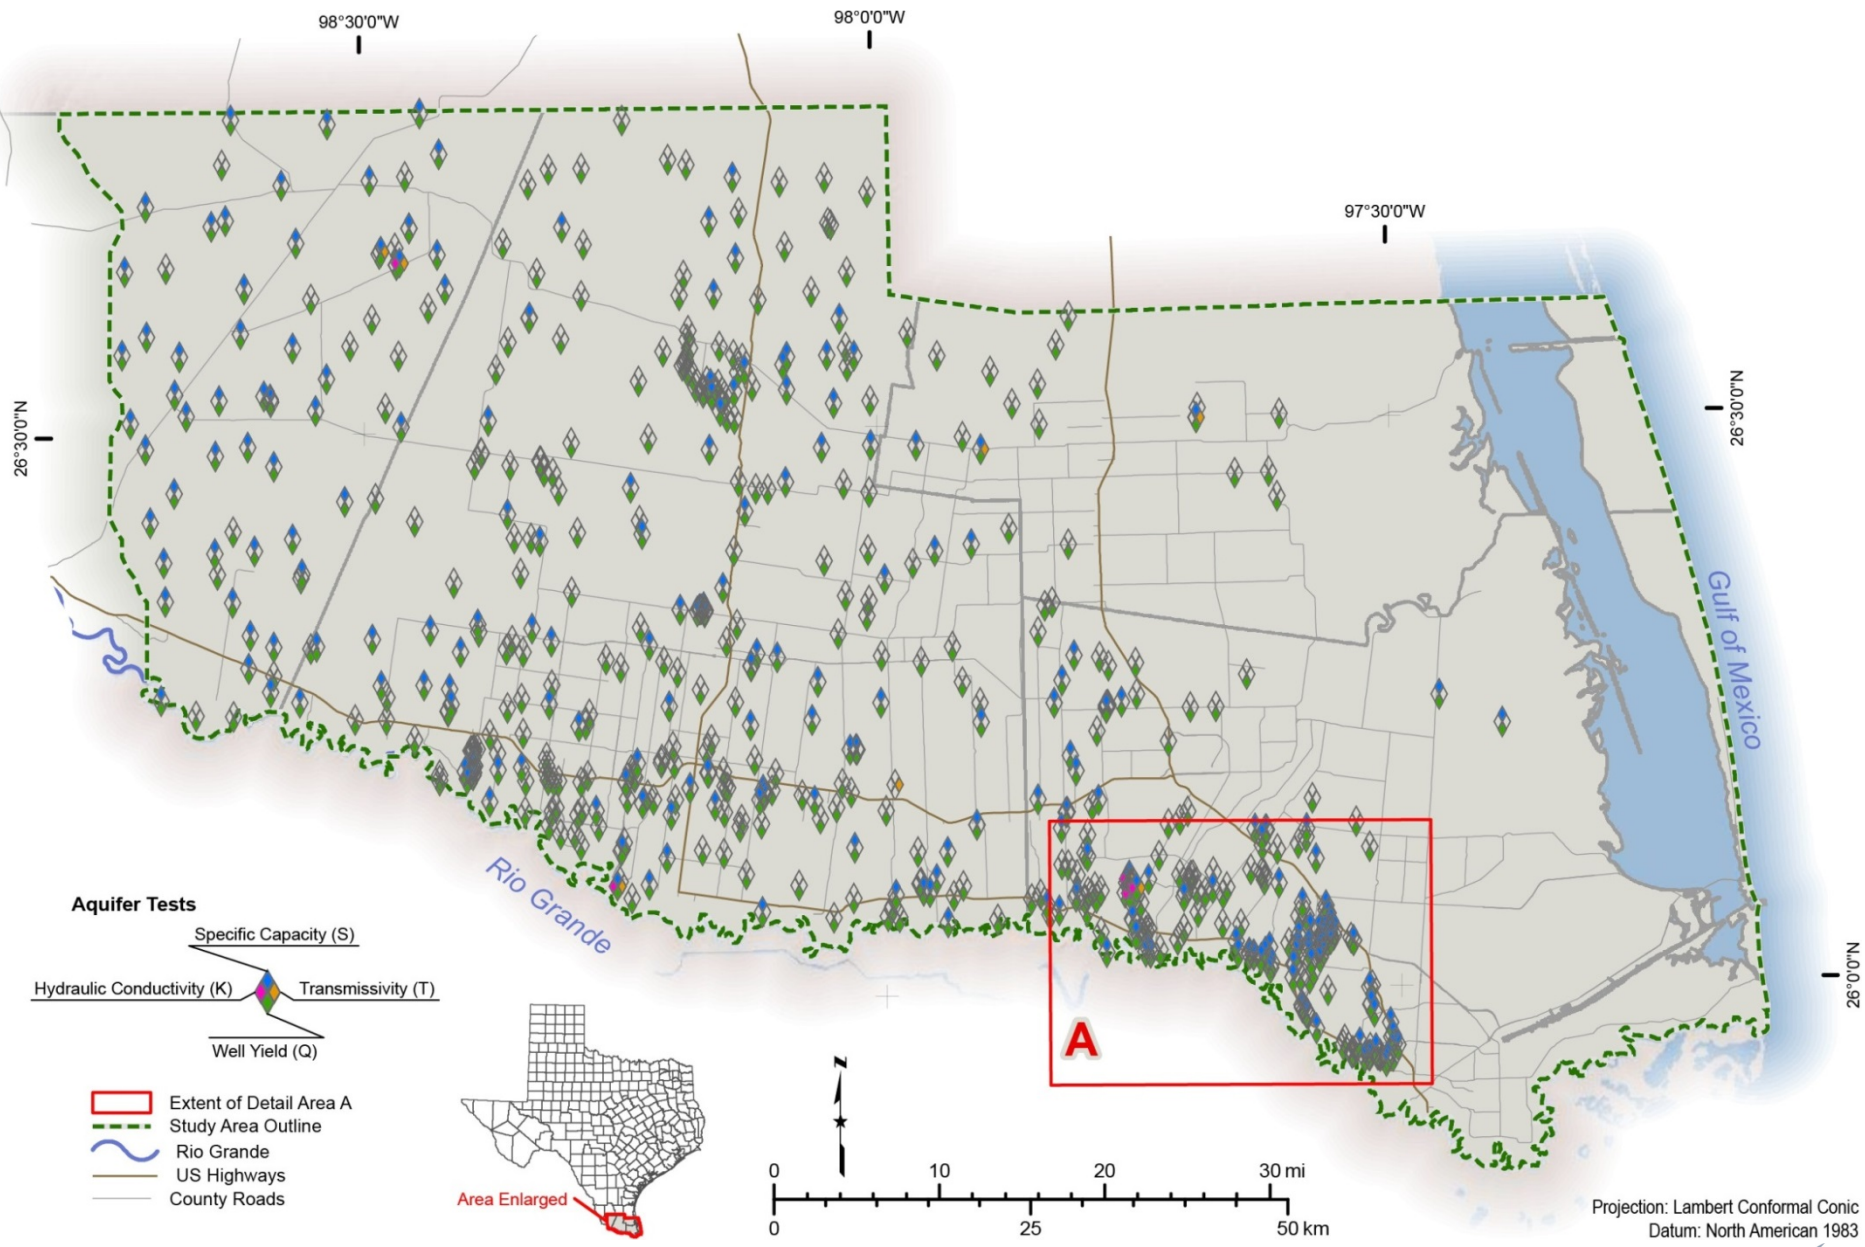 98°30'0"W
98°0'0"W
97°30'0"W
26°30'0"N
26°30'0"N
Gulf of Mexico
Rio Grande
Aquifer Tests
Specific Capacity (S)
Hydraulic Conductivity (K)
Transmissivity (T)
Well Yield (Q)
26°0'0"N
A
Extent of Detail Area A
Study Area Outline
Rio Grande
US Highways
County Roads
Area Enlarged
N
0 10 20 30 mi
0 25 50 km
Projection: Lambert Conformal Conic
Datum: North American 1983